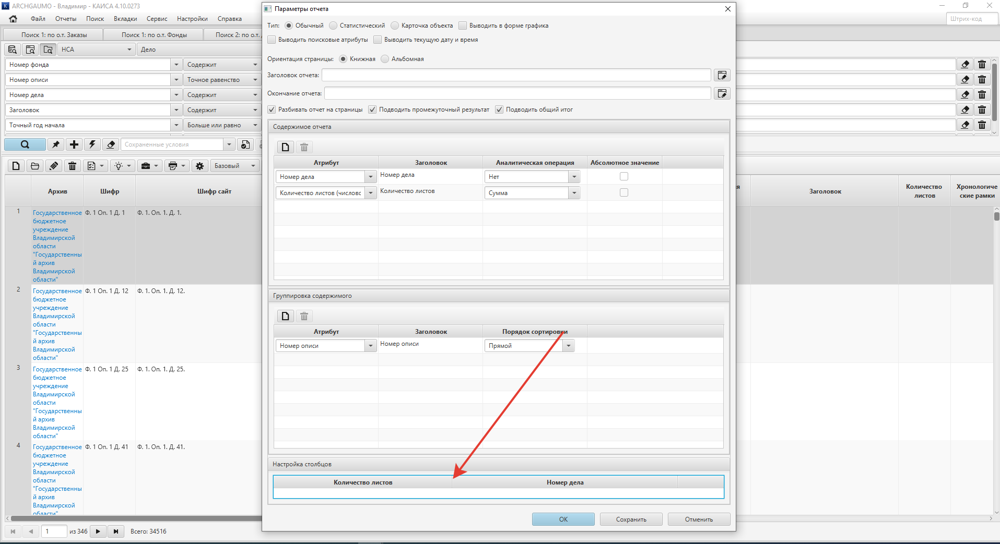 ARCHGAUMO - Владимир - КАИСА 4.10.0273
Файл Отчеты Поиск Вкладки Сервис Настройки Справка
Штрих-код
Поиск 1: по о.т. Заказы
Поиск 1: по о.т. Фонды
Поиск 2: по о.т.
НСА
Дело
Номер фонда
Содержит
Номер описи
Точное равенство
Номер дела
Содержит
Заголовок
Содержит
Точный год начала
Больше или равно
Сохраненные условия
Базовый
Архив
Шифр
Шифр сайт
Заголовок
Количество
листов
Хронологиче
ские рамки
1
Государственное
бюджетное
учреждение
Владимирской
области
"Государственны
й архив
Владимирской
области"
Ф. 1 Оп. 1 Д. 1
Ф. 1. Оп. 1. Д. 1.
2
Государственное
бюджетное
учреждение
Владимирской
области
"Государственны
й архив
Владимирской
области"
Ф. 1 Оп. 1 Д. 12
Ф. 1. Оп. 1. Д. 12.
3
Государственное
бюджетное
учреждение
Владимирской
области
"Государственны
й архив
Владимирской
области"
Ф. 1 Оп. 1 Д. 25
Ф. 1. Оп. 1. Д. 25.
4
Государственное
бюджетное
учреждение
Владимирской
области
"Государственны
й архив
Владимирской
области"
Ф. 1 Оп. 1 Д. 41
Ф. 1. Оп. 1. Д. 41.
1
из 346
Всего: 34516
Параметры отчета
Тип: Обычный Статистический Карточка объекта Выводить в форме графика
Выводить поисковые атрибуты Выводить текущую дату и время
Ориентация страницы: Книжная Альбомная
Заголовок отчета:
Окончание отчета:
Разбивать отчет на страницы Подводить промежуточный результат Подводить общий итог
Содержимое отчета
Атрибут Заголовок Аналитическая операция Абсолютное значение
Номер дела Номер дела Нет
Количество листов (числовс Количество листов Сумма
Группировка содержимого
Атрибут Заголовок Порядок сортировки
Номер описи Номер описи Прямой
Настройка столбцов
Количество листов Номер дела
ОК Сохранить Отменить